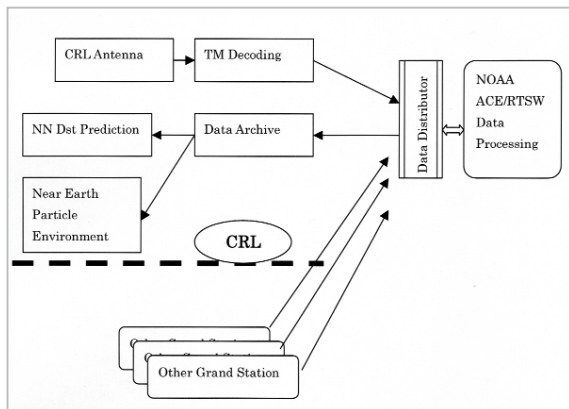 CRL Antenna
TM Decoding
Data Distributor
NOAA
ACE/RTSW
Data
Processing
NN Dst Prediction
Data Archive
Near Earth
Particle
Environment
CRL
Other Grand Station